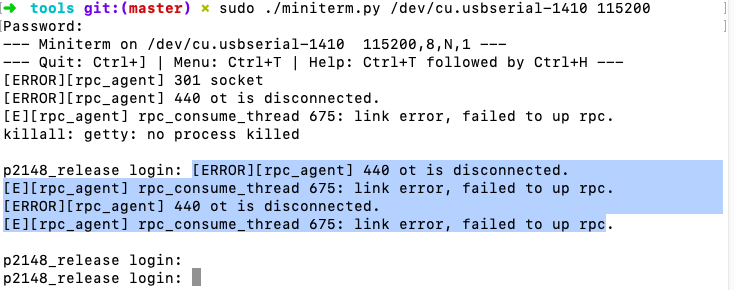 ➜ tools git:(master) × sudo ./miniterm.py /dev/cu.usbserial-1410 115200
Password:
--- Miniterm on /dev/cu.usbserial-1410  115200,8,N,1 ---
--- Quit: Ctrl+] | Menu: Ctrl+T | Help: Ctrl+T followed by Ctrl+H ---
[ERROR][rpc_agent] 301 socket
[ERROR][rpc_agent] 440 ot is disconnected.
[E][rpc_agent] rpc_consume_thread 675: link error, failed to up rpc.
killall: getty: no process killed
p2148_release login: [ERROR][rpc_agent] 440 ot is disconnected.
[E][rpc_agent] rpc_consume_thread 675: link error, failed to up rpc.
[ERROR][rpc_agent] 440 ot is disconnected.
[E][rpc_agent] rpc_consume_thread 675: link error, failed to up rpc.
p2148_release login:
p2148_release login: